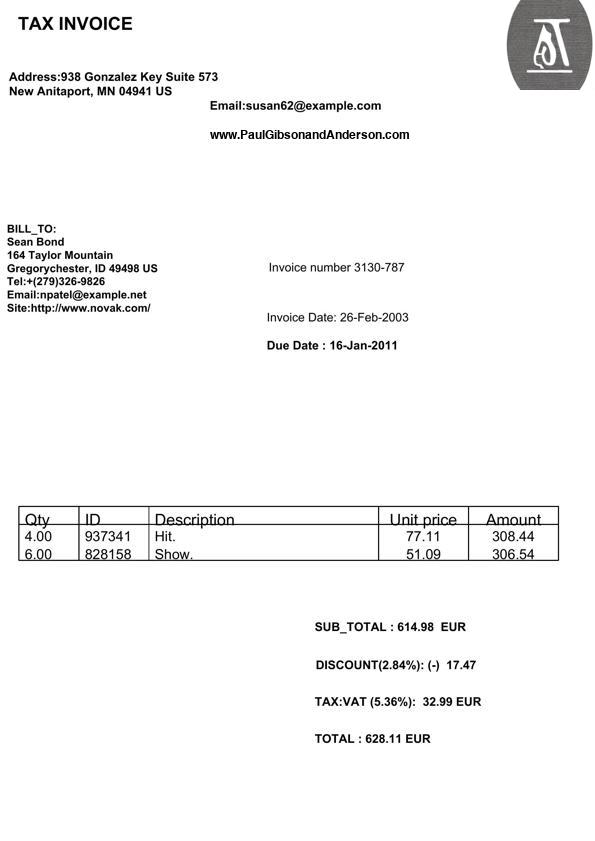 TAX INVOICE
Address:938 Gonzalez Key Suite 573
New Anitaport, MN 04941 US
Email:susan62@example.com
www.PaulGibsonandAnderson.com
BILL_TO:
Sean Bond
164 Taylor Mountain
Gregorychester, ID 49498 US
Tel:+(279)326-9826
Email:npatel@example.net
Site:http://www.novak.com/
Invoice number 3130-787
Invoice Date: 26-Feb-2003
Due Date : 16-Jan-2011
Qty ID Description Unit price Amount
4.00 937341 Hit. 77.11 308.44
6.00 828158 Show. 51.09 306.54
SUB_TOTAL : 614.98 EUR
DISCOUNT(2.84%): (-) 17.47
TAX:VAT (5.36%): 32.99 EUR
TOTAL : 628.11 EUR